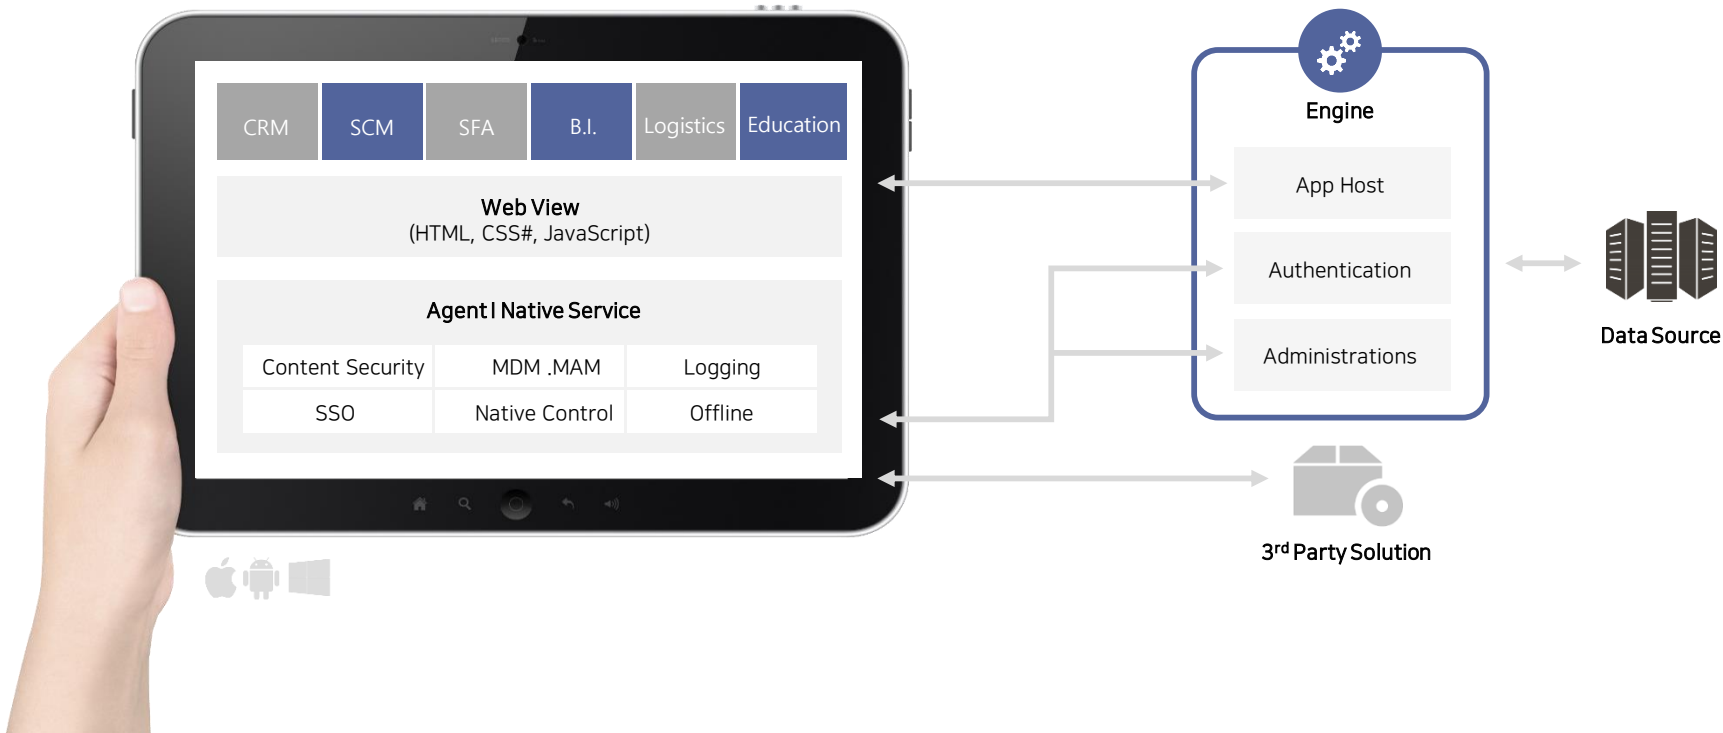 CRM
SCM
SFA
B.I.
Logistics
Education
Web View
(HTML, CSS#, JavaScript)
Agent I Native Service
Content Security
MDM .MAM
Logging
SSO
Native Control
Offline
Engine
App Host
Authentication
Administrations
Data Source
3rd Party Solution